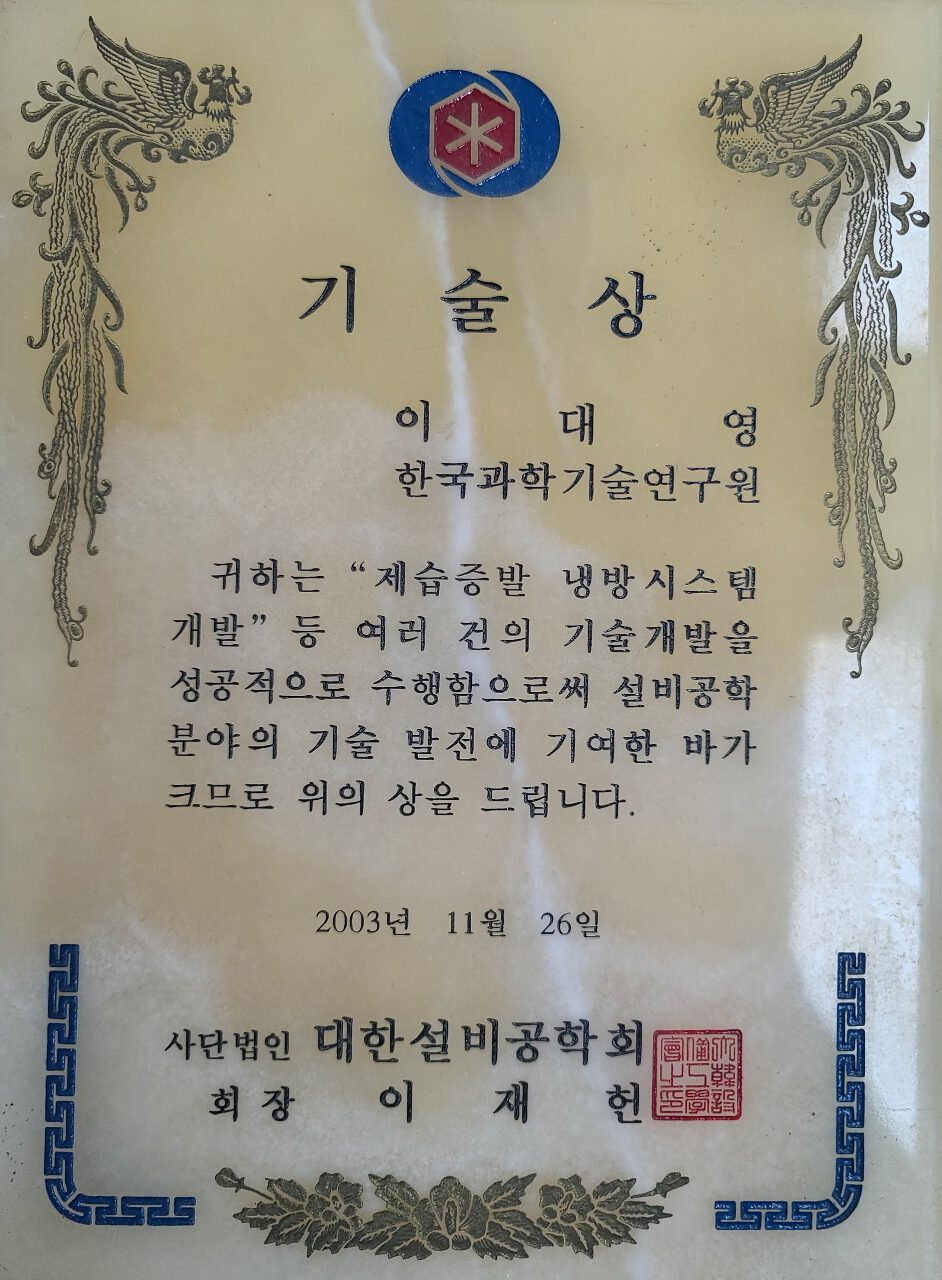 기 술 상
이 대 영
한국과학기술연구원
귀하는 “제습증발 냉방시스템
개발” 등 여러 건의 기술개발을
성공적으로 수행함으로써 설비공학
분야의 기술 발전에 기여한 바가
크므로 위의 상을 드립니다.
2003년 11월 26일
사단법인 대한설비공학회
회장 이 재 헌